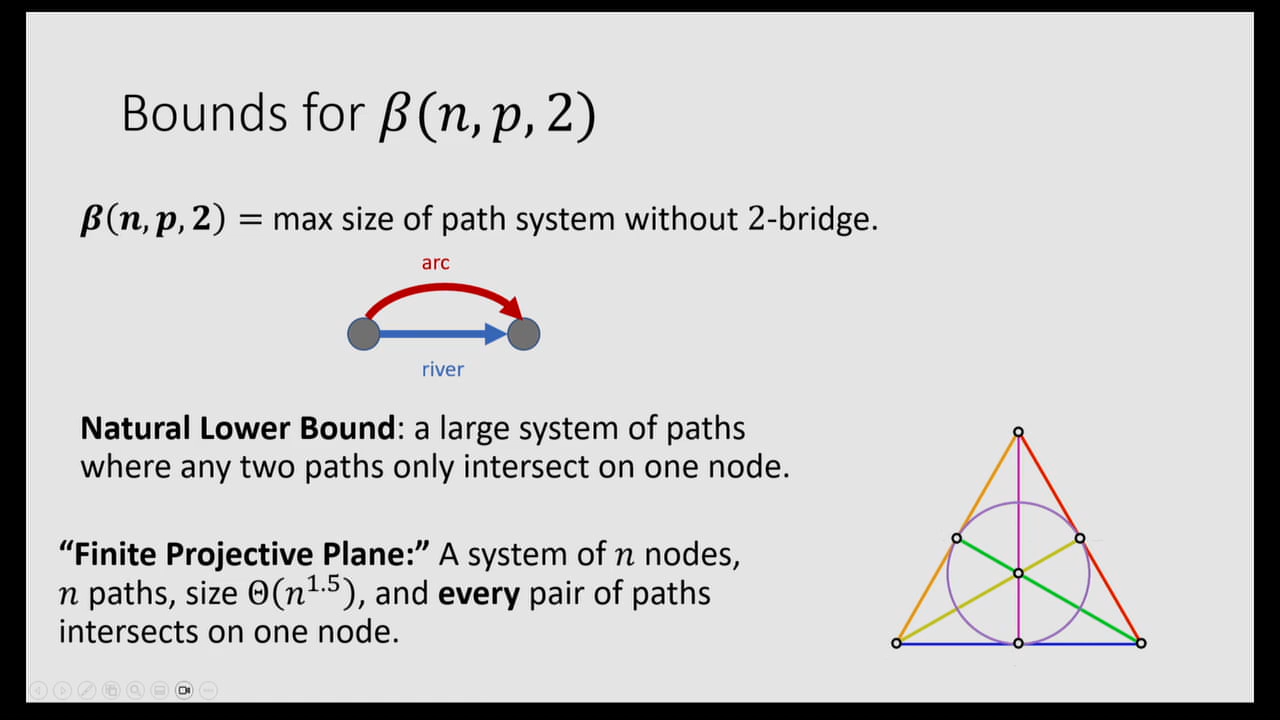 Bounds for β(n, p, 2)
β(n, p, 2) = max size of path system without 2-bridge.
arc
river
Natural Lower Bound: a large system of paths
where any two paths only intersect on one node.
“Finite Projective Plane:” A system of n nodes,
n paths, size Θ(n^1.5), and every pair of paths
intersects on one node.